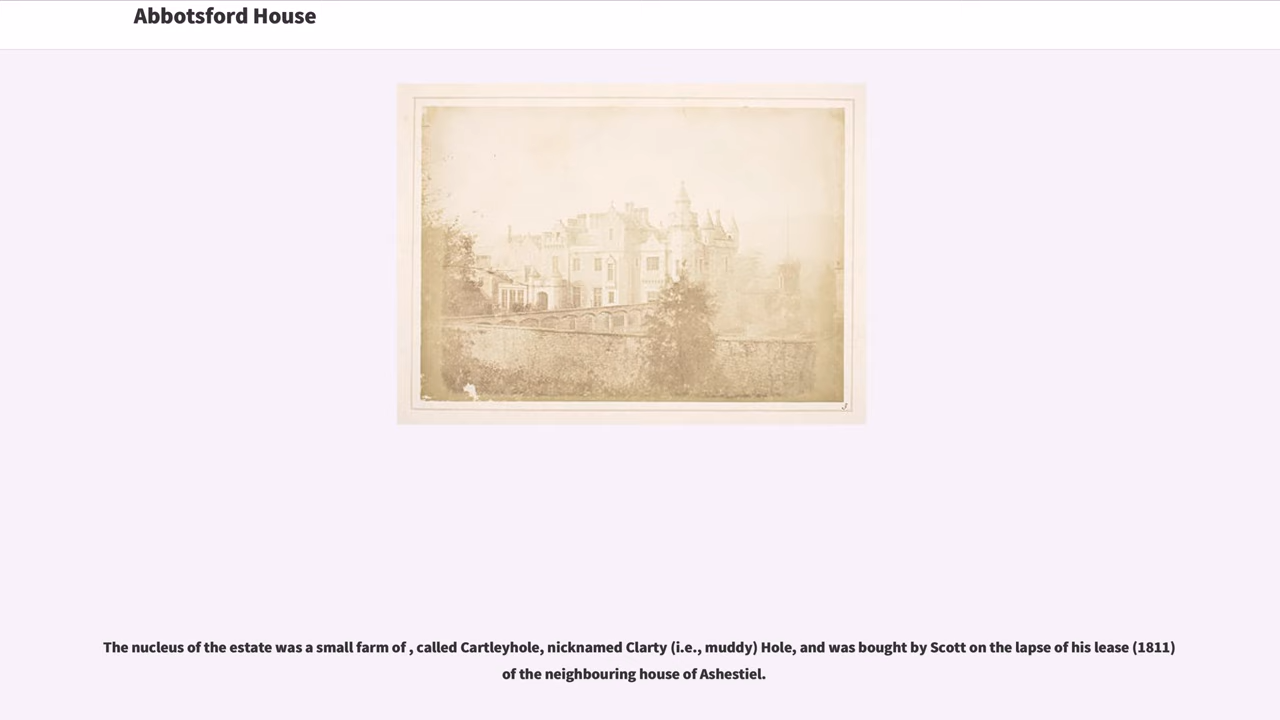 Abbotsford House
3
The nucleus of the estate was a small farm of , called Cartleyhole, nicknamed Clarty (i.e., muddy) Hole, and was bought by Scott on the lapse of his lease (1811)
of the neighbouring house of Ashestiel.